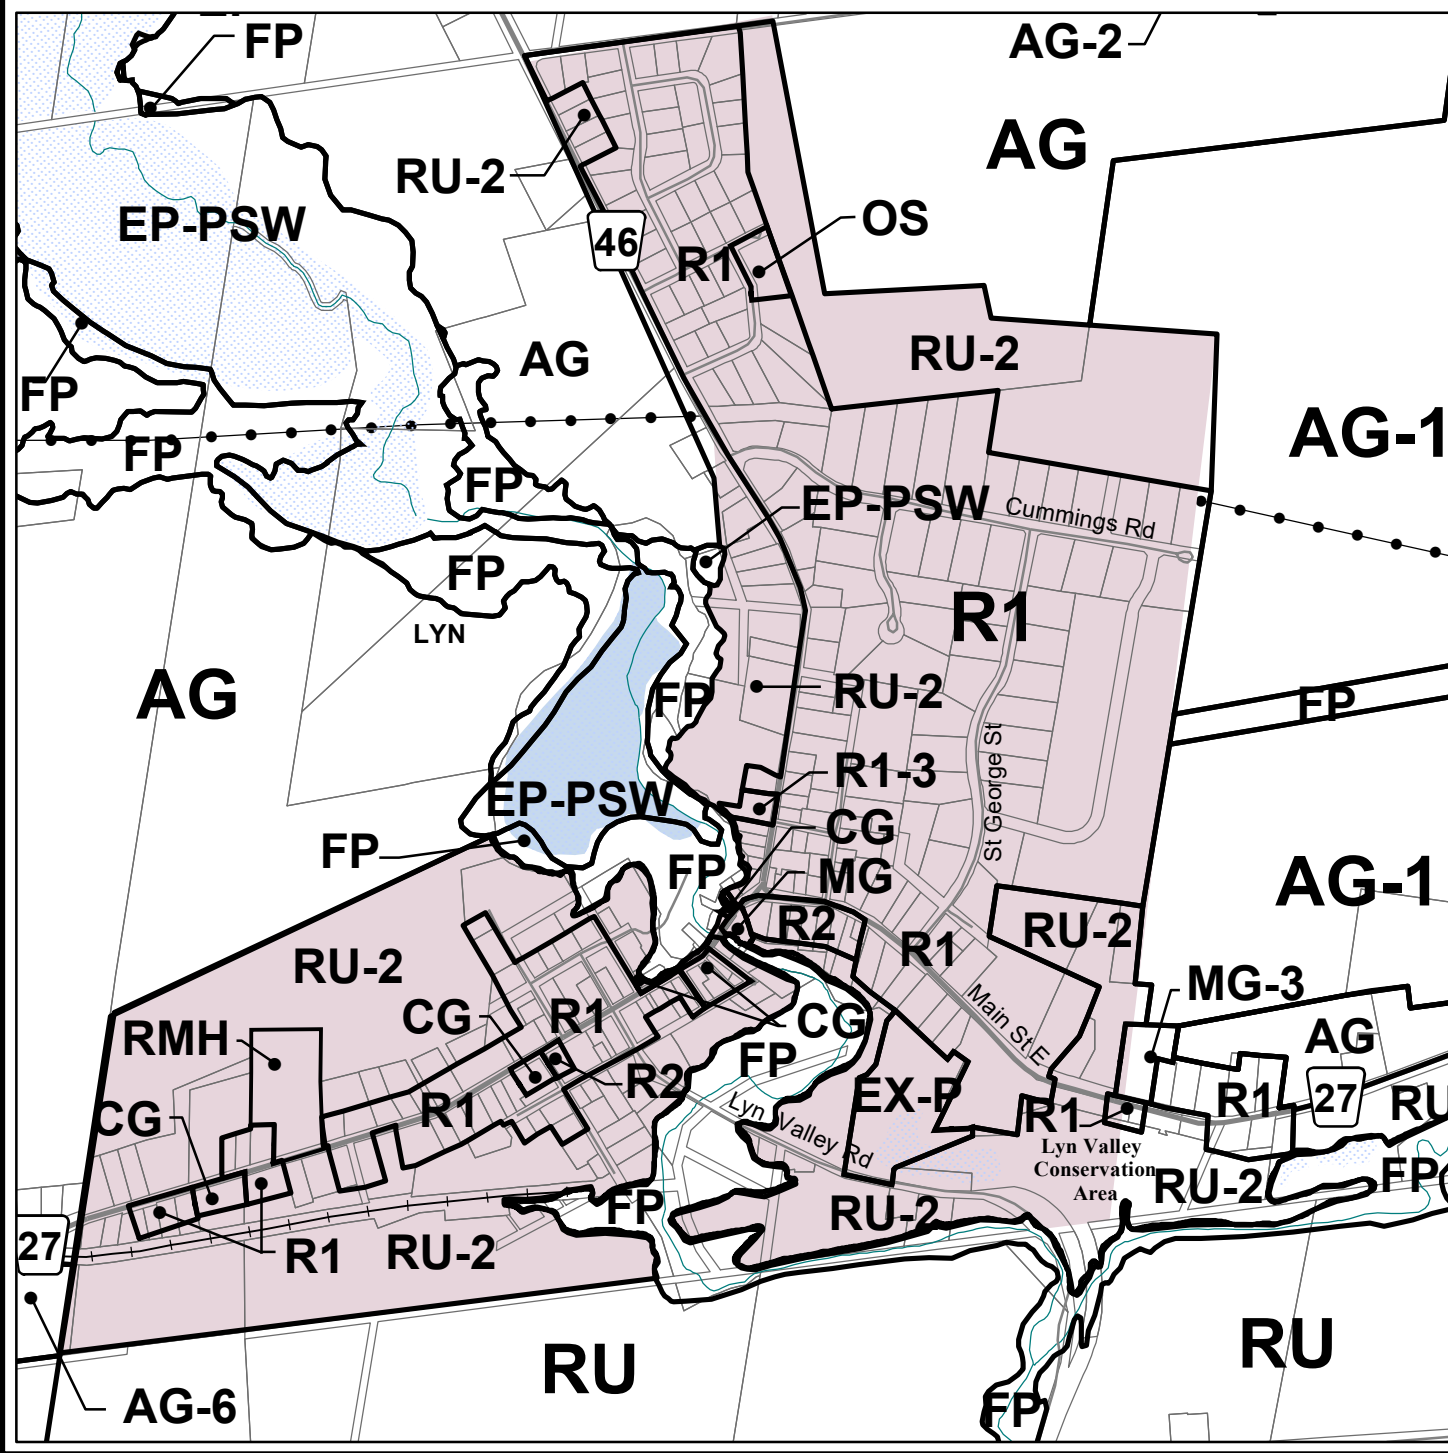 FP
AG-2
AG
RU-2
EP-PSW
OS
46
R1
RU-2
AG
FP
AG-1
FP
FP
EP-PSW
Cummings Rd
FP
R1
LYN
AG
RU-2
FP
FP
St George St
R1-3
EP-PSW
CG
FP
FP
MG
AG-1
R2
RU-2
R1
RU-2
MG-3
Main St E
CG
R1
CG
RMH
AG
FP
R2
EX-P
27
R1
RU
R1
R1
CG
Lyn Valley Rd
Lyn Valley
Conservation
Area
RU-2
FP
FP
RU-2
27
R1
RU-2
RU
RU
AG-6
FP